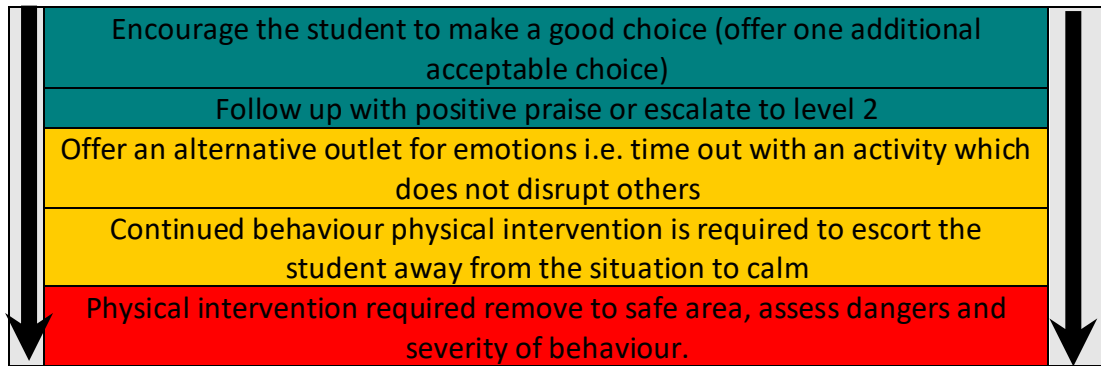 Encourage the student to make a good choice (offer one additional
acceptable choice)
Follow up with positive praise or escalate to level 2
Offer an alternative outlet for emotions i.e. time out with an activity which
does not disrupt others
Continued behaviour physical intervention is required to escort the
student away from the situation to calm
Physical intervention required remove to safe area, assess dangers and
severity of behaviour.